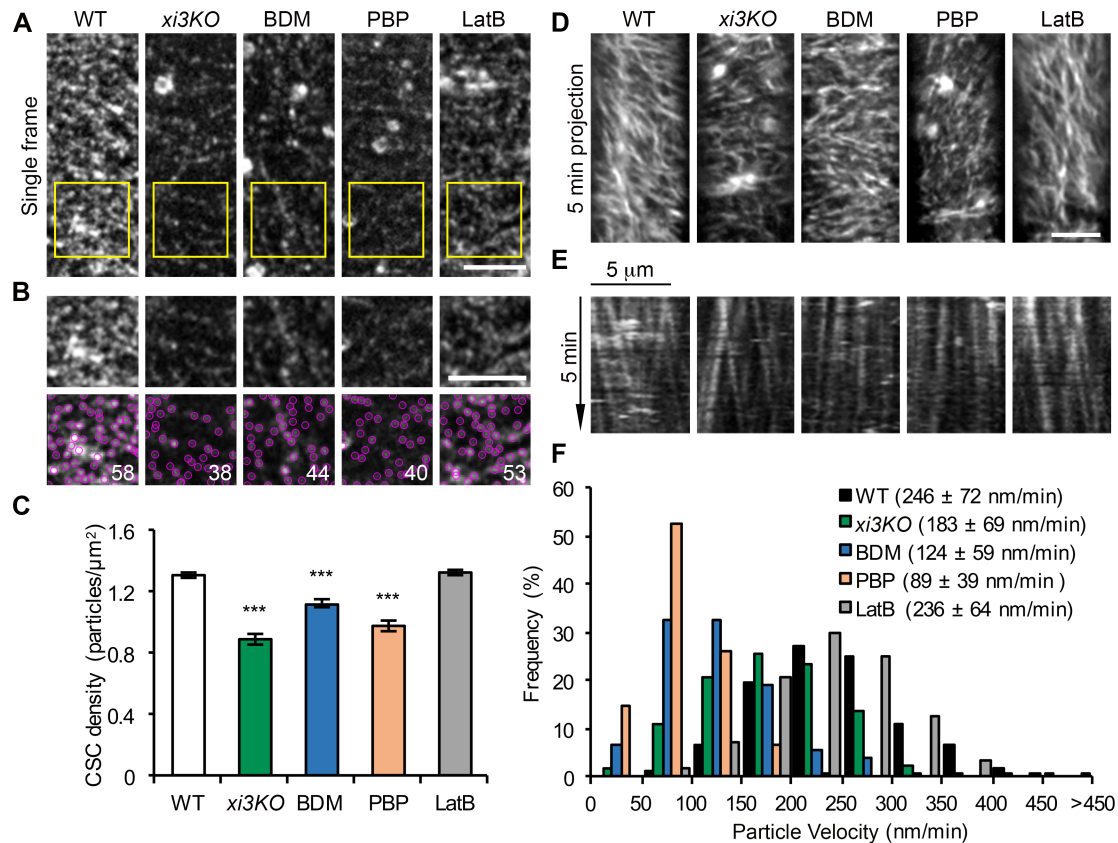 A
WT xi3KO BDM PBP LatB
Single frame
B
58 38 44 40 53
C
1.6
1.2
0.8
0.4
0
CSC density (particles/µm²)
*** *** ***
WT xi3KO BDM PBP LatB
D
WT xi3KO BDM PBP LatB
5 min projection
E
5 µm
5 min
F
60
50
40
30
20
10
0
Frequency (%)
WT (246 ± 72 nm/min)
xi3KO (183 ± 69 nm/min)
BDM (124 ± 59 nm/min)
PBP (89 ± 39 nm/min )
LatB (236 ± 64 nm/min)
0 50 100 150 200 250 300 350 400 450 >450
Particle Velocity (nm/min)